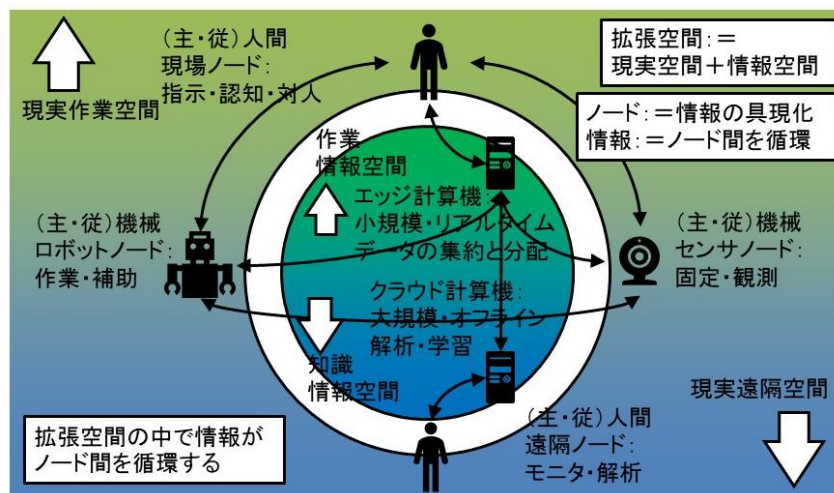 （主・従）人間
現場ノード：
指示・認知・対人
拡張空間：＝
現実空間＋情報空間
現実作業空間
ノード：＝情報の具現化
情報：＝ノード間を循環
作業
情報空間
エッジ計算機：
小規模・リアルタイム
データの集約と分配
（主・従）機械
ロボットノード：
作業・補助
（主・従）機械
センサノード：
固定・観測
クラウド計算機：
大規模・オフライン
解析・学習
知識
情報空間
現実遠隔空間
（主・従）人間
遠隔ノード：
モニタ・解析
拡張空間の中で情報が
ノード間を循環する